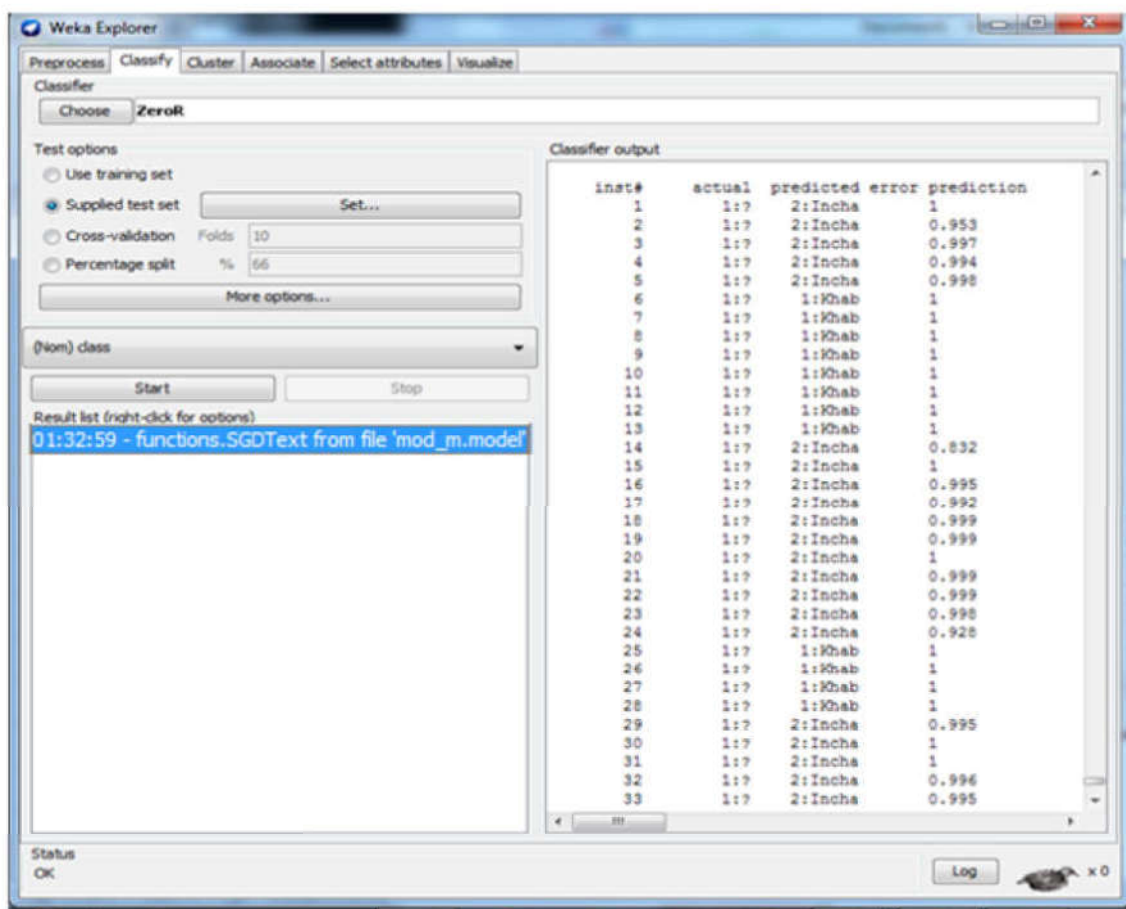 Weka Explorer
Preprocess Classify Cluster Associate Select attributes Visualize
Classifier
Choose ZeroR
Test options
Use training set
Supplied test set Set...
Cross-validation Folds 10
Percentage split % 66
More options...
(Nom) class
Start Stop
Result list (right-click for options)
01:32:59 - functions.SGDText from file 'mod_m.model'
Classifier output
inst# actual predicted error prediction
1 1:? 2:Incha 1
2 1:? 2:Incha 0.953
3 1:? 2:Incha 0.997
4 1:? 2:Incha 0.994
5 1:? 2:Incha 0.998
6 1:? 1:Khab 1
7 1:? 1:Khab 1
8 1:? 1:Khab 1
9 1:? 1:Khab 1
10 1:? 1:Khab 1
11 1:? 1:Khab 1
12 1:? 1:Khab 1
13 1:? 1:Khab 1
14 1:? 2:Incha 0.832
15 1:? 2:Incha 1
16 1:? 2:Incha 0.995
17 1:? 2:Incha 0.992
18 1:? 2:Incha 0.999
19 1:? 2:Incha 0.999
20 1:? 2:Incha 1
21 1:? 2:Incha 0.999
22 1:? 2:Incha 0.999
23 1:? 2:Incha 0.998
24 1:? 2:Incha 0.928
25 1:? 1:Khab 1
26 1:? 1:Khab 1
27 1:? 1:Khab 1
28 1:? 1:Khab 1
29 1:? 2:Incha 0.995
30 1:? 2:Incha 1
31 1:? 2:Incha 1
32 1:? 2:Incha 0.996
33 1:? 2:Incha 0.995
Status
OK
Log x 0